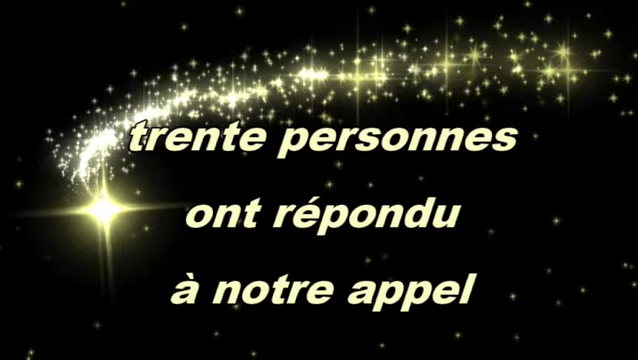 trente personnes
ont répondu
à notre appel